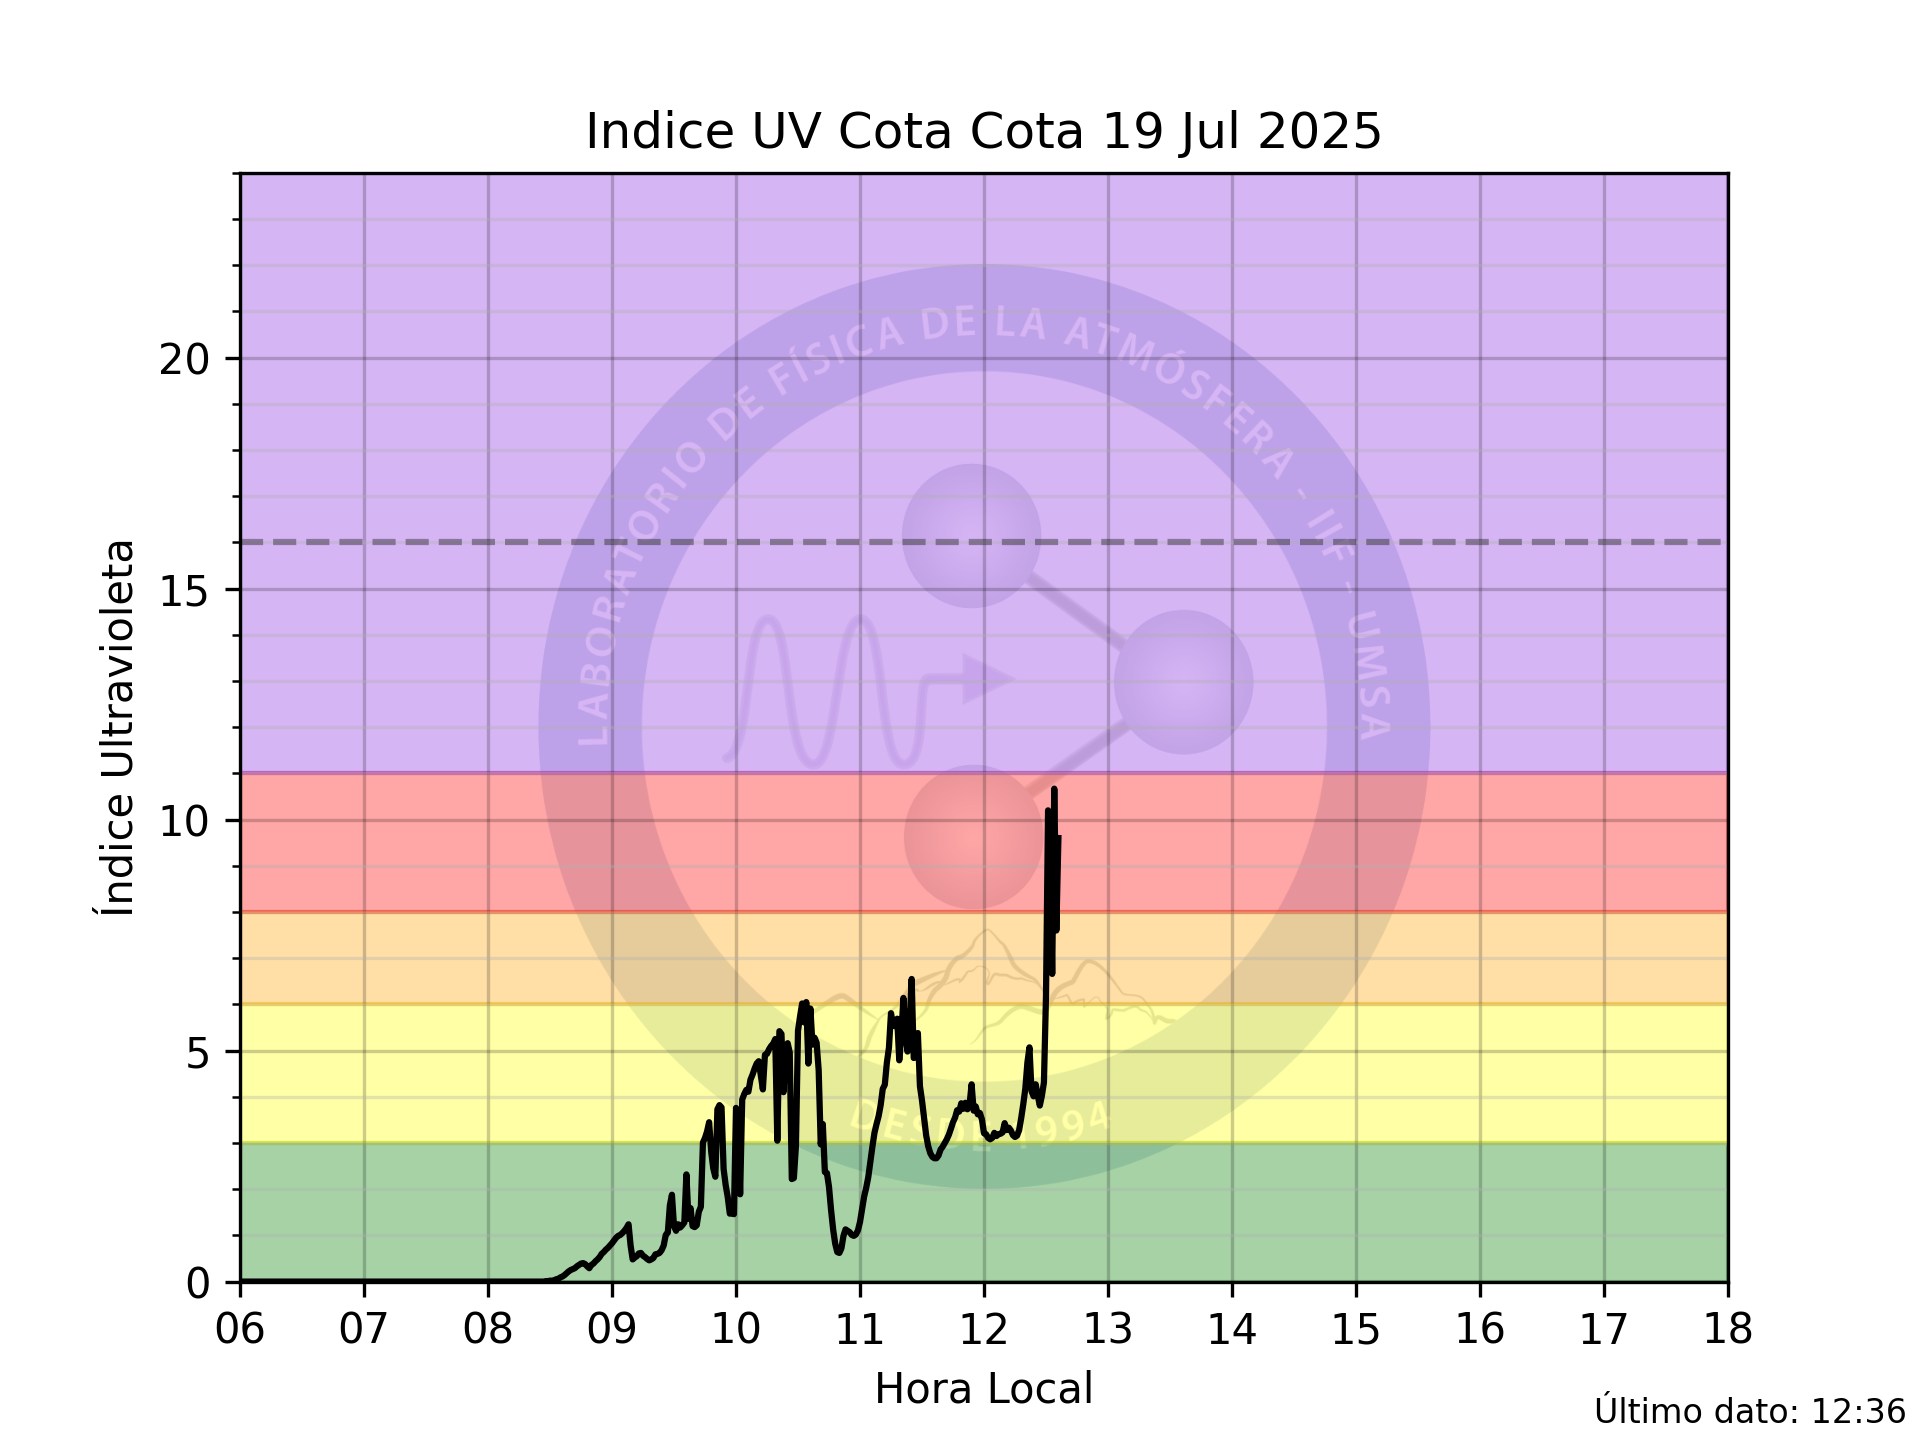 Indice UV Cota Cota 19 Jul 2025
Índice Ultravioleta
20
15
10
5
0
LABORATORIO DE FÍSICA DE LA ATMÓSFERA - IIF - UMSA
DESDE 1994
06 07 08 09 10 11 12 13 14 15 16 17 18
Hora Local
Último dato: 12:36